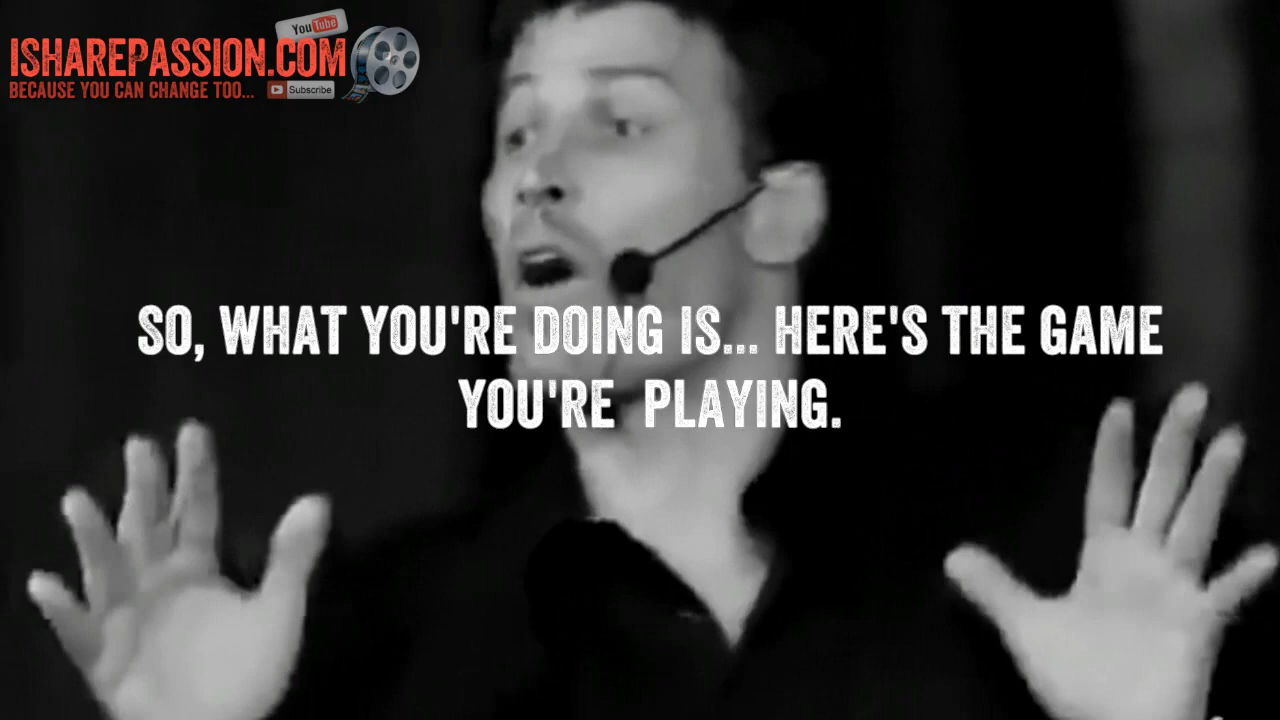 YouTube
ISHAREPASSION.COM
BECAUSE YOU CAN CHANGE TOO...
Subscribe
SO, WHAT YOU'RE DOING IS... HERE'S THE GAME
YOU'RE PLAYING.